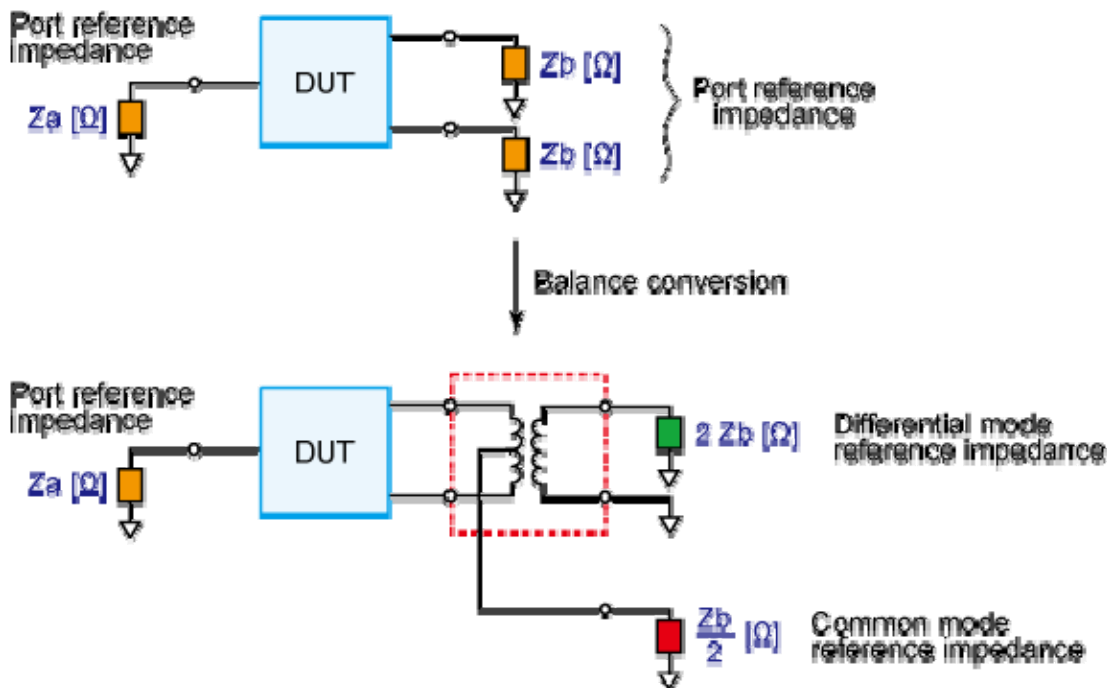 Port reference
impedance
Za [Ω]
DUT
Zb [Ω]
Zb [Ω]
Port reference
impedance
Balance conversion
Port reference
impedance
Za [Ω]
DUT
2 Zb [Ω]
Differential mode
reference impedance
Zb
2
[Ω]
Common mode
reference impedance